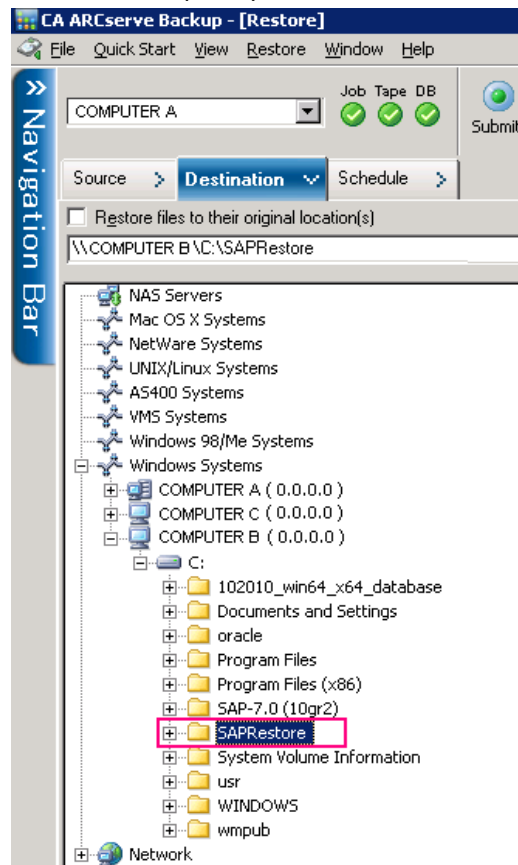 CA ARCserve Backup - [Restore]
File Quick Start View Restore Window Help
» Navigation Bar
Job Tape DB
COMPUTER A
Submit
Source > Destination Schedule >
Restore files to their original location(s)
\\COMPUTER B\C:\SAPRestore
NAS Servers
Mac OS X Systems
NetWare Systems
UNIX/Linux Systems
AS400 Systems
VMS Systems
Windows 98/Me Systems
Windows Systems
COMPUTER A ( 0.0.0.0 )
COMPUTER C ( 0.0.0.0 )
COMPUTER B ( 0.0.0.0 )
C:
102010_win64_x64_database
Documents and Settings
oracle
Program Files
Program Files (x86)
SAP-7.0 (10gr2)
SAPRestore
System Volume Information
usr
WINDOWS
wmpub
Network